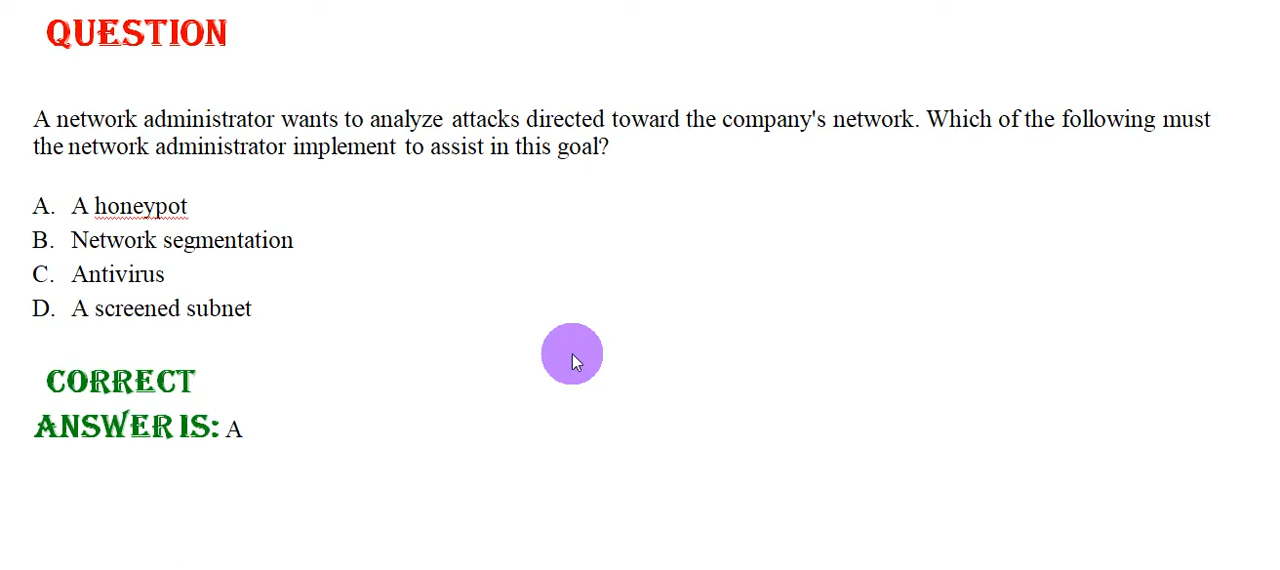 QUESTION
A network administrator wants to analyze attacks directed toward the company's network. Which of the following must
the network administrator implement to assist in this goal?
A. A honeypot
B. Network segmentation
C. Antivirus
D. A screened subnet
CORRECT
ANSWER IS: A